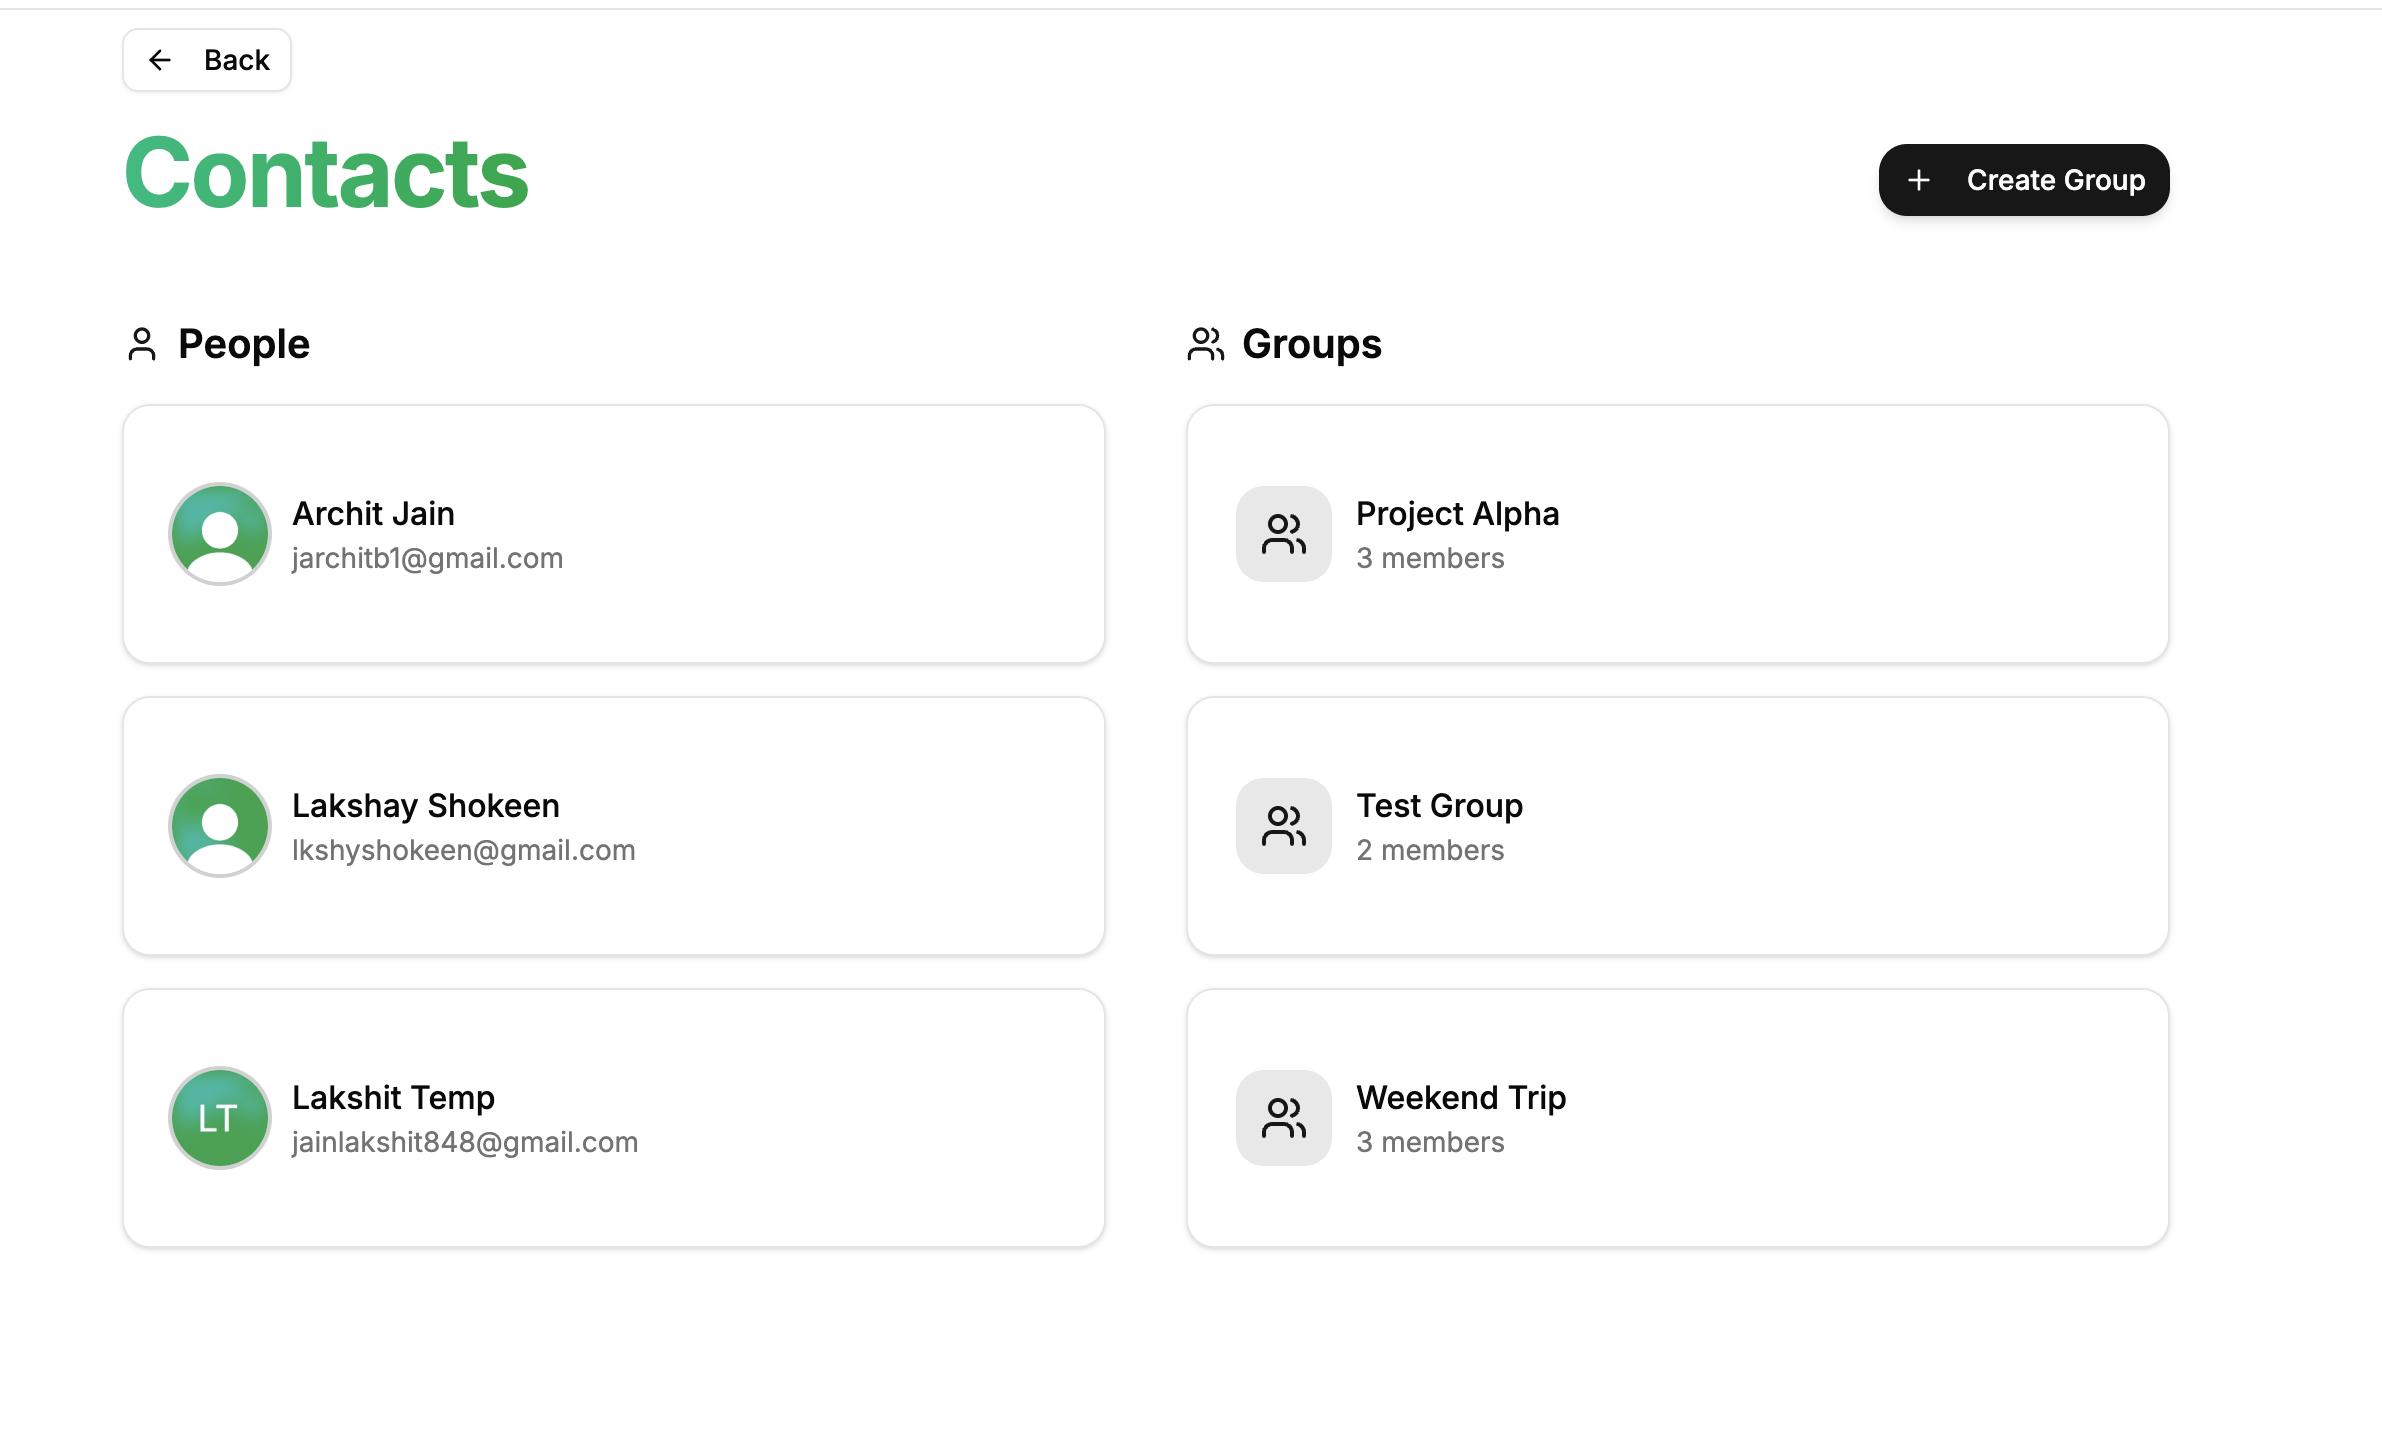 Back
Contacts
Create Group
People
Archit Jain
jarchitb1@gmail.com
Lakshay Shokeen
lkshyshokeen@gmail.com
LT
Lakshit Temp
jainlakshit848@gmail.com
Groups
Project Alpha
3 members
Test Group
2 members
Weekend Trip
3 members